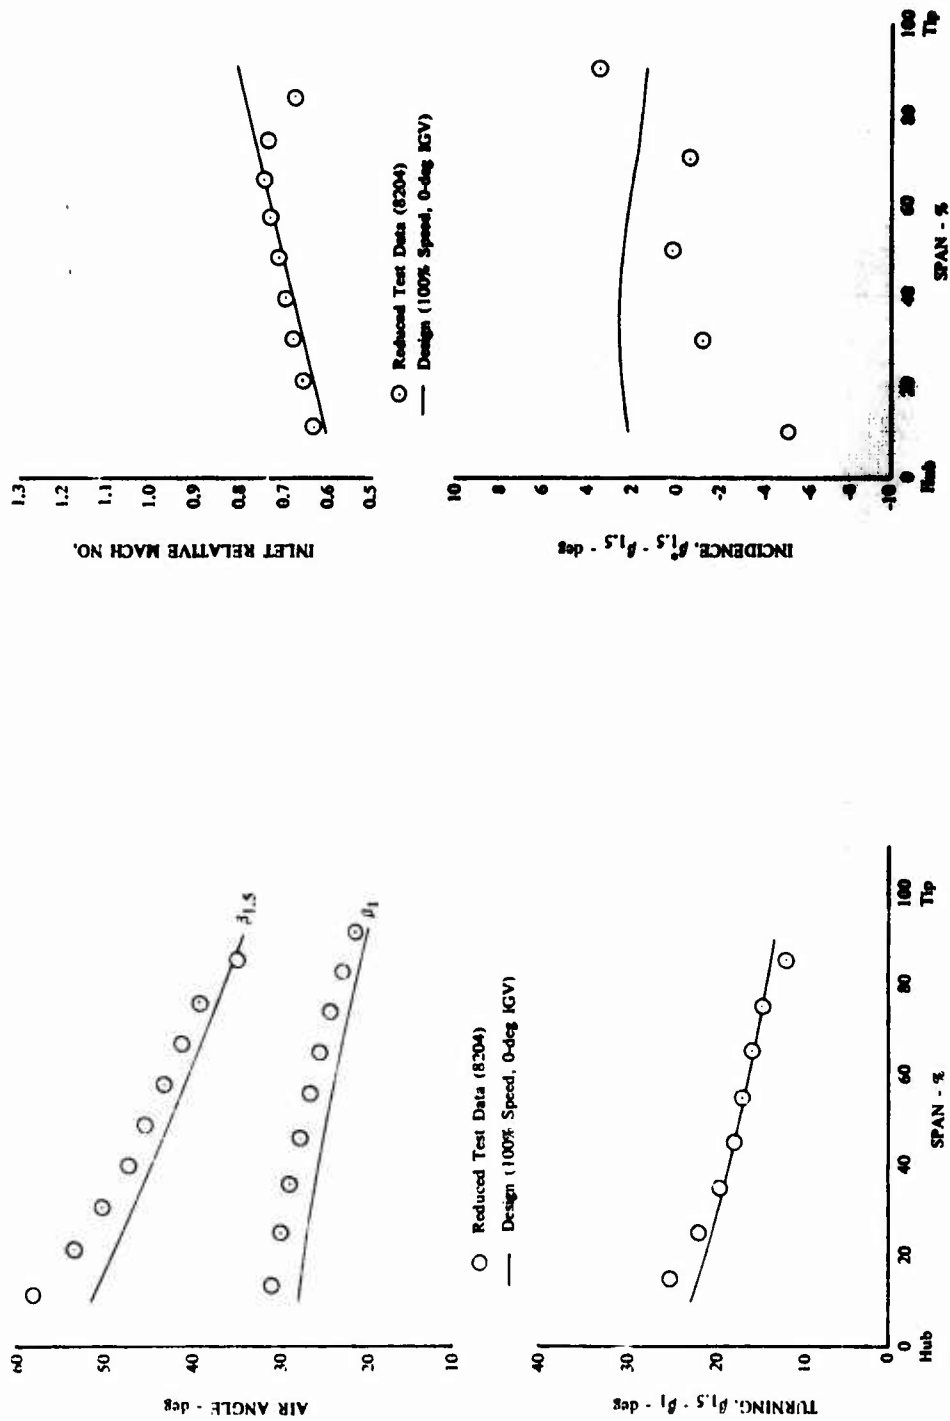 AIR ANGLE - deg
60
50
40
30
20
10
β1.5
β1
⊙ Reduced Test Data (8204)
— Design (100% Speed, 0-deg IGV)
TURNING, β1.5 - β1 - deg
40
30
20
10
0
0 20 40 60 80 100
Hub Tip
SPAN - %
INLET RELATIVE MACH NO.
1.3
1.2
1.1
1.0
0.9
0.8
0.7
0.6
0.5
⊙ Reduced Test Data (8204)
— Design (100% Speed, 0-deg IGV)
INCIDENCE, β*1.5 - β1.5 - deg
10
8
6
4
2
0
-2
-4
-6
-8
-10
0 20 40 60 80 100
Hub Tip
SPAN - %